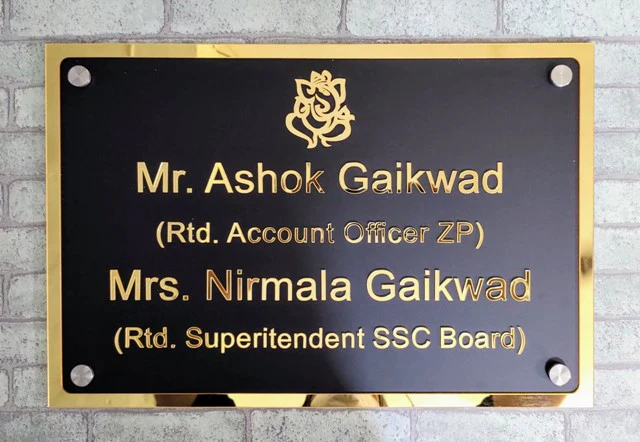 Mr. Ashok Gaikwad
(Rtd. Account Officer ZP)
Mrs. Nirmala Gaikwad
(Rtd. Superitendent SSC Board)